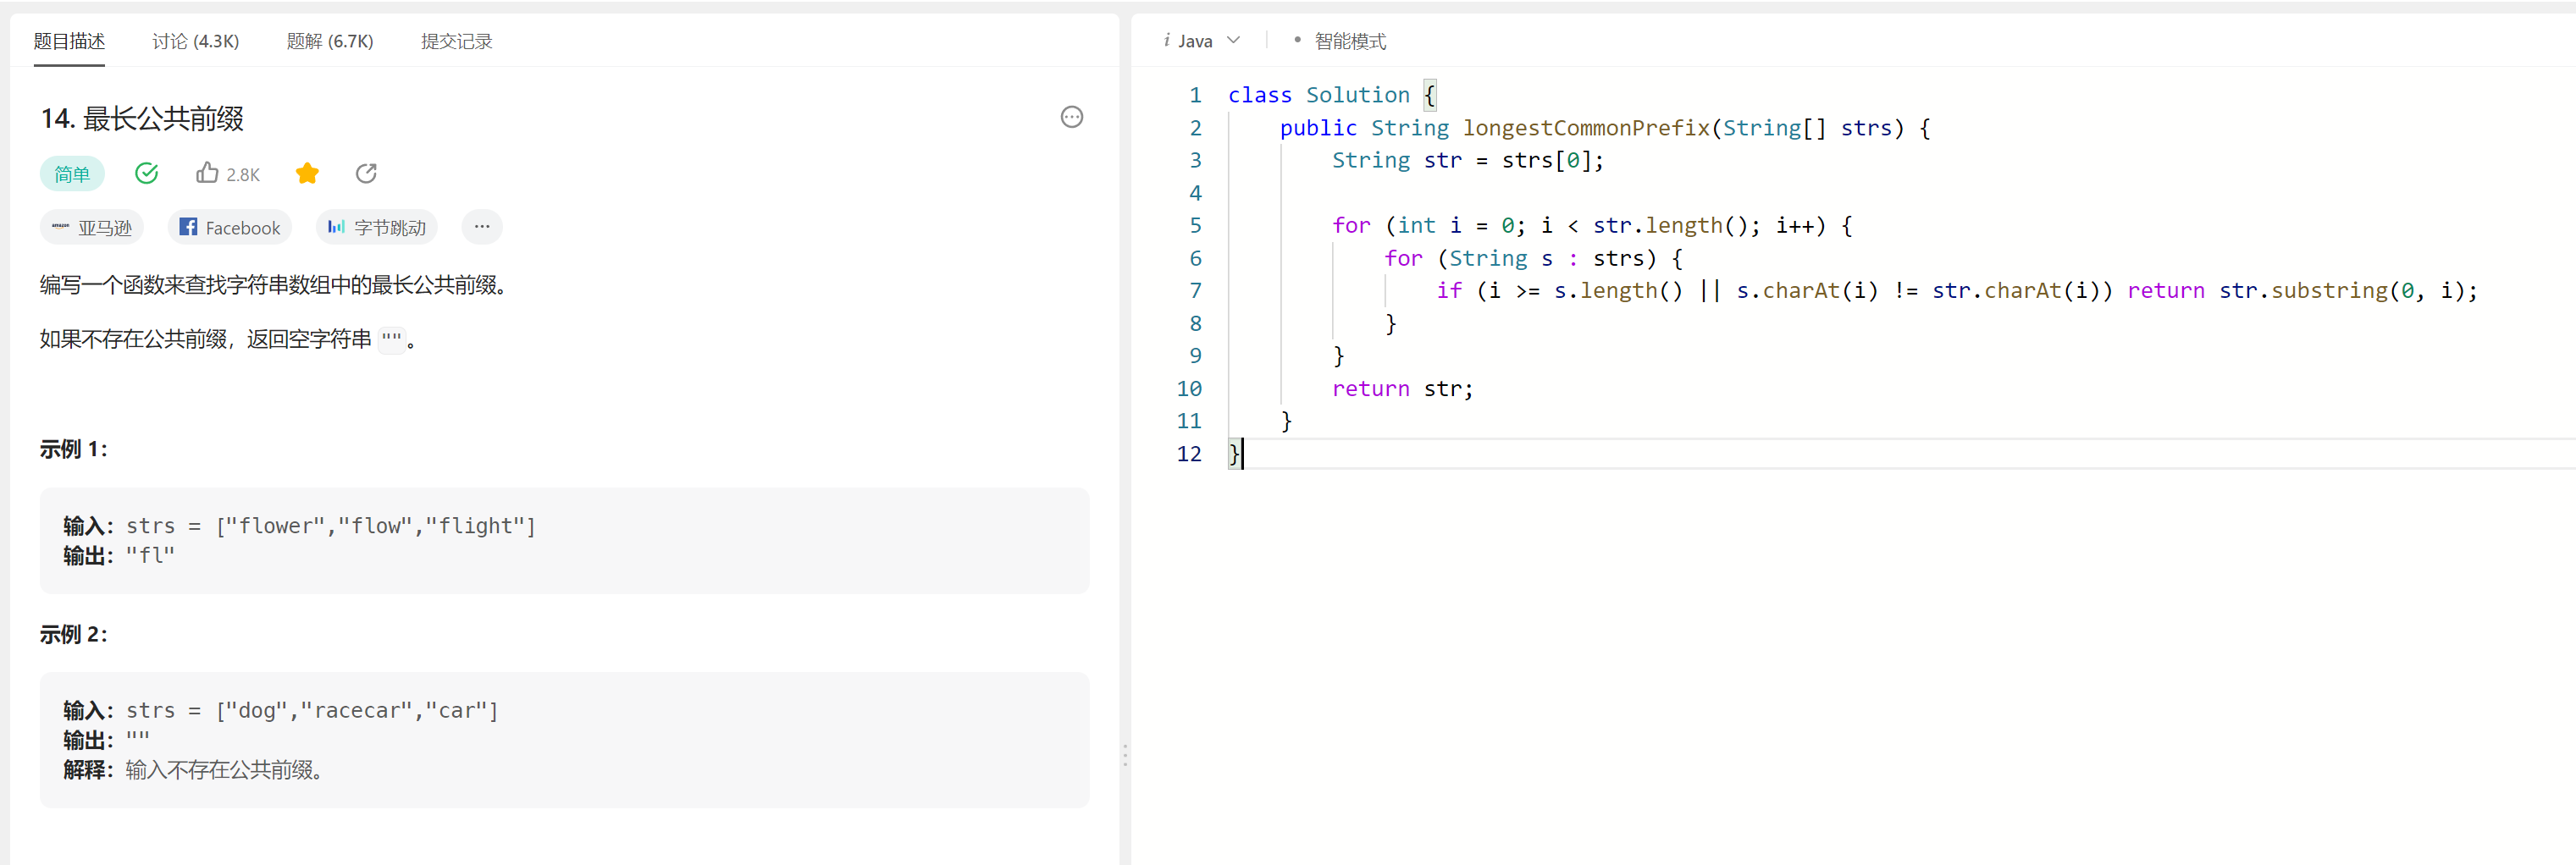 题目描述 讨论 (4.3K) 题解 (6.7K) 提交记录
14. 最长公共前缀
简单 2.8K
amazon 亚马逊 Facebook 字节跳动
编写一个函数来查找字符串数组中的最长公共前缀。
如果不存在公共前缀，返回空字符串 ""。
示例 1：
输入：strs = ["flower","flow","flight"]
输出："fl"
示例 2：
输入：strs = ["dog","racecar","car"]
输出：""
解释：输入不存在公共前缀。
i Java 智能模式
1 class Solution {
2 public String longestCommonPrefix(String[] strs) {
3 String str = strs[0];
4
5 for (int i = 0; i < str.length(); i++) {
6 for (String s : strs) {
7 if (i >= s.length() || s.charAt(i) != str.charAt(i)) return str.substring(0, i);
8 }
9 }
10 return str;
11 }
12 }